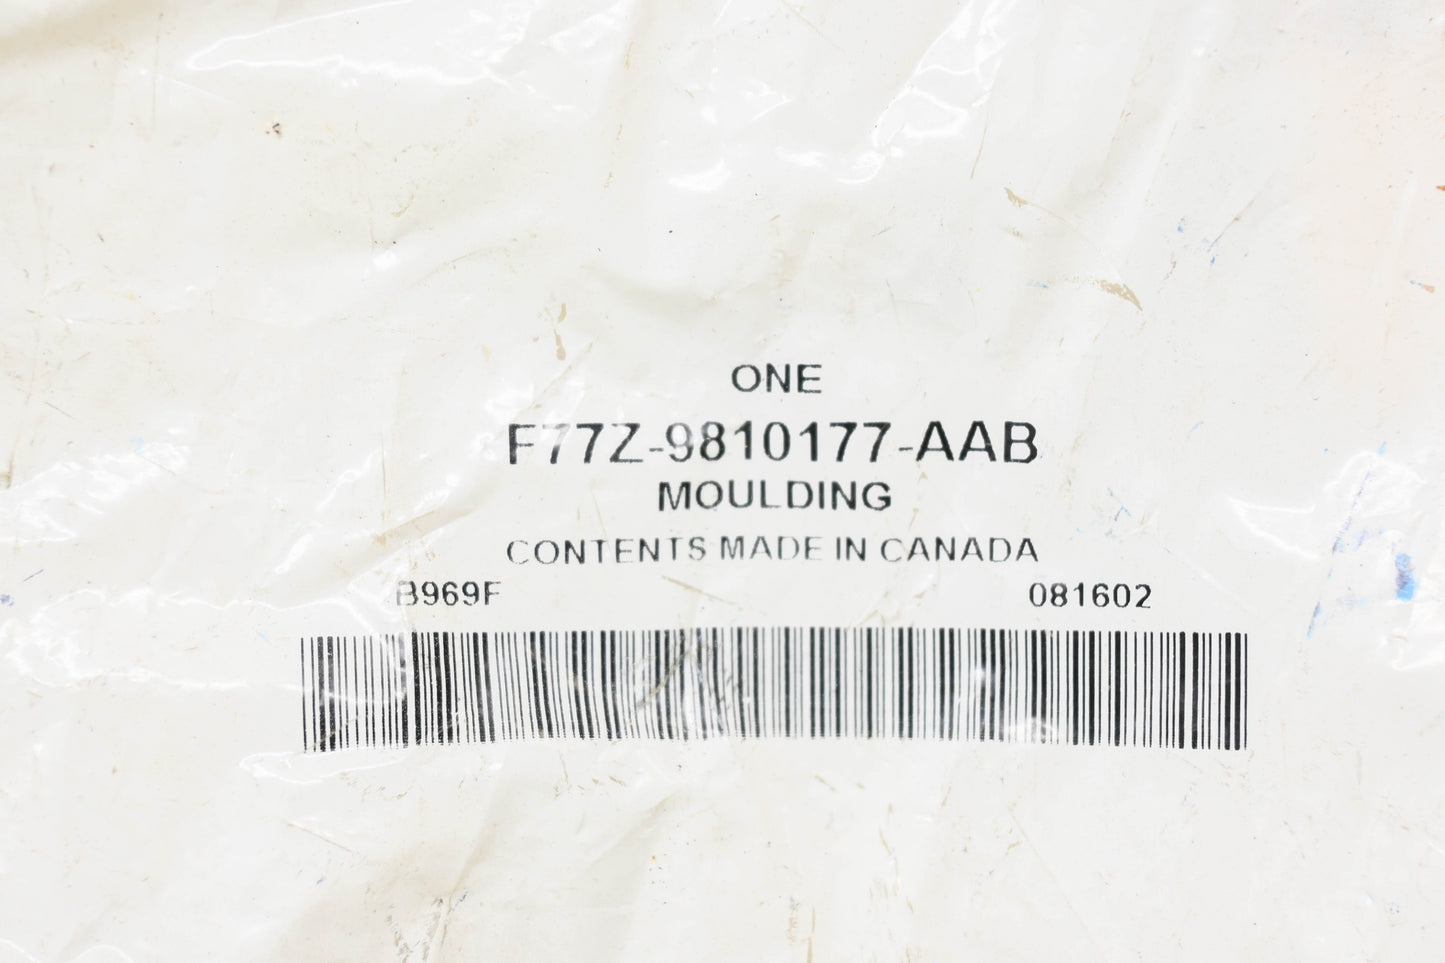 ONE
F77Z-9810177-AAB
MOULDING
CONTENTS MADE IN CANADA
B969F 081602